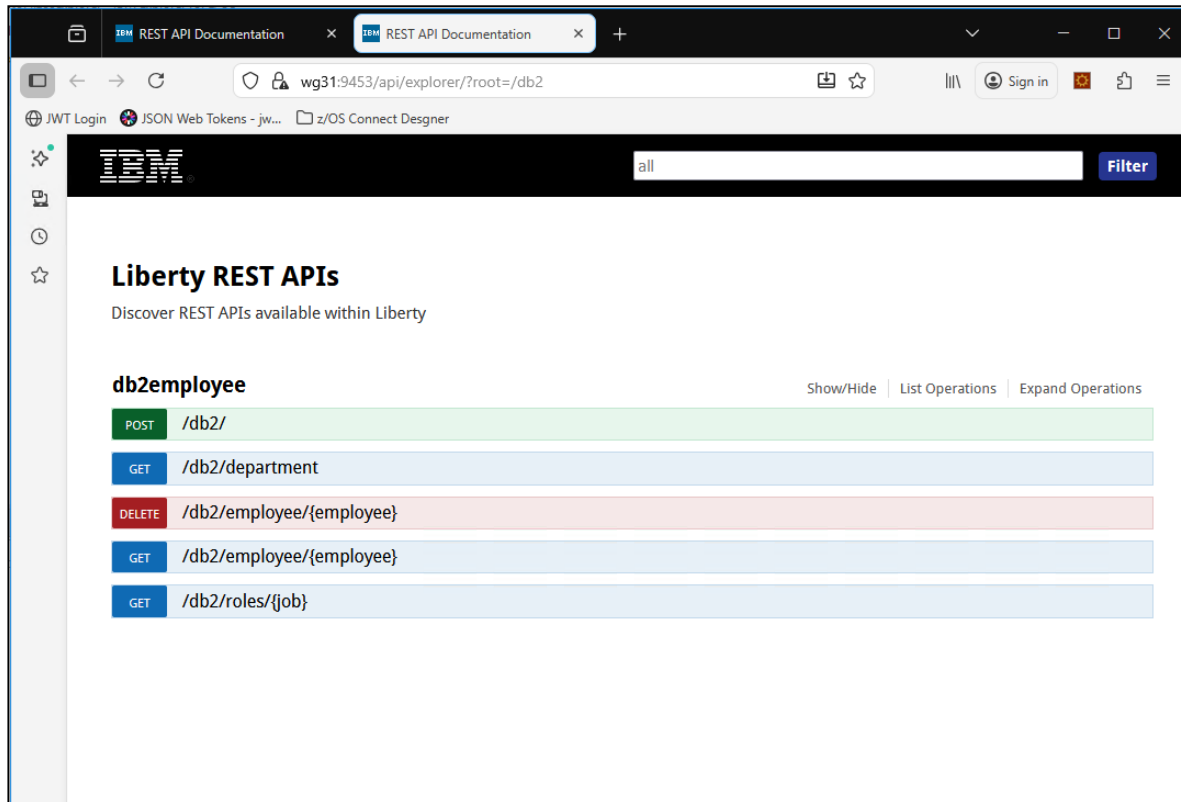 REST API Documentation
REST API Documentation
wg31:9453/api/explorer/?root=/db2
Sign in
JWT Login
JSON Web Tokens - jw...
z/OS Connect Desgner
IBM
all
Filter
Liberty REST APIs
Discover REST APIs available within Liberty
db2employee
Show/Hide
List Operations
Expand Operations
POST /db2/
GET /db2/department
DELETE /db2/employee/{employee}
GET /db2/employee/{employee}
GET /db2/roles/{job}